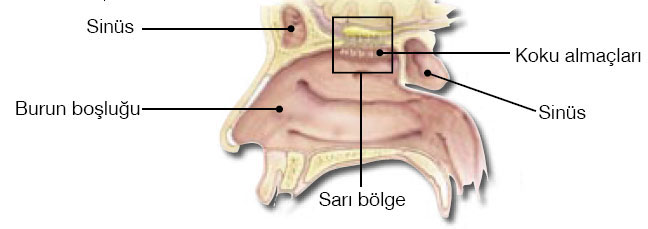 Sinüs
Koku almaçları
Burun boşluğu
Sinüs
Sarı bölge